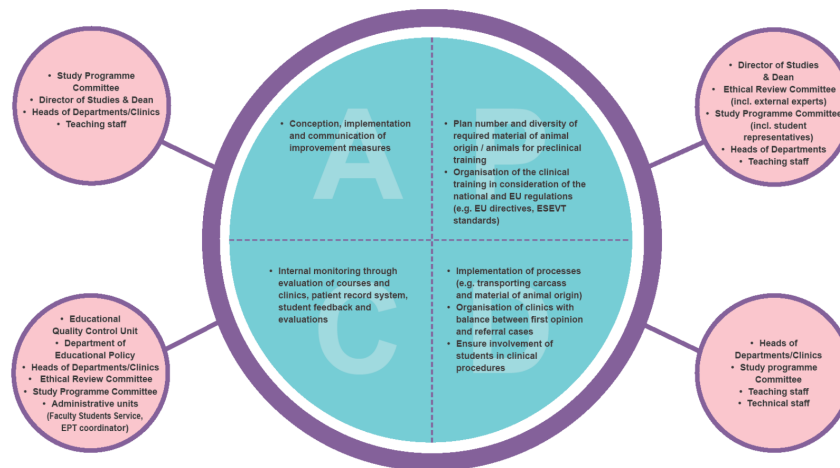 • Study Programme
Committee
• Director of Studies & Dean
• Heads of Departments/Clinics
• Teaching staff
A
• Conception, implementation
and communication of
improvement measures
P
• Plan number and diversity of
required material of animal
origin / animals for preclinical
training
• Organisation of the clinical
training in consideration of the
national and EU regulations
(e.g. EU directives, ESEVT
standards)
• Director of Studies
& Dean
• Ethical Review Committee
(incl. external experts)
• Study Programme Committee
(incl. student
representatives)
• Heads of Departments
• Teaching staff
• Educational
Quality Control Unit
• Department of
Educational Policy
• Heads of Departments/Clinics
• Ethical Review Committee
• Study Programme Committee
• Administrative units
(Faculty Students Service,
EPT coordinator)
C
• Internal monitoring through
evaluation of courses and
clinics, patient record system,
student feedback and
evaluations
D
• Implementation of processes
(e.g. transporting carcass
and material of animal origin)
• Organisation of clinics with
balance between first opinion
and referral cases
• Ensure involvement of
students in clinical
procedures
• Heads of
Departments/Clinics
• Study programme
Committee
• Teaching staff
• Technical staff